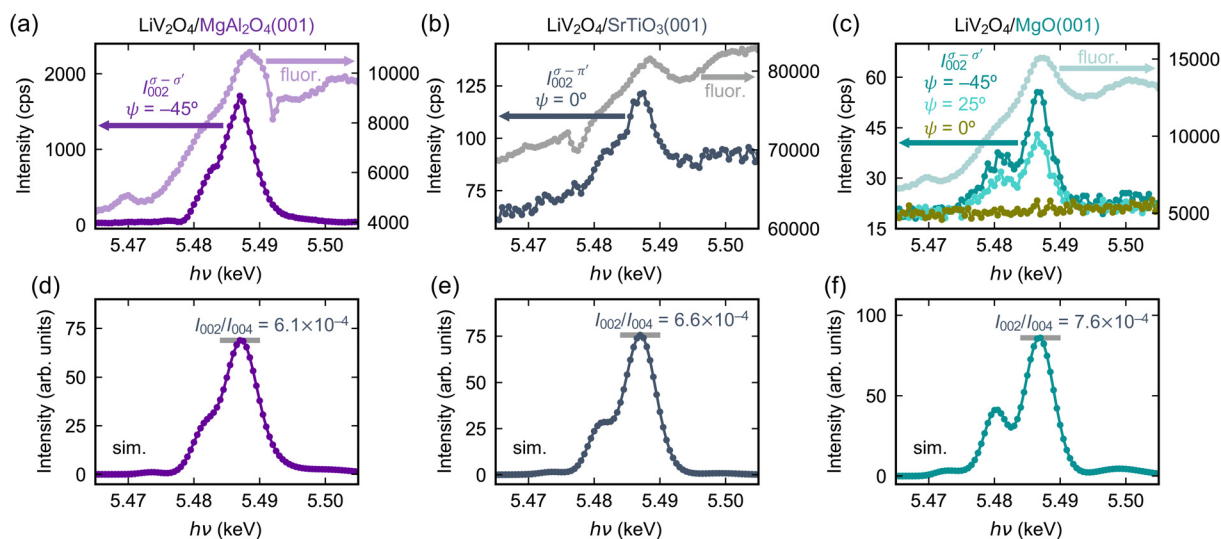 (a)
LiV₂O₄/MgAl₂O₄(001)
Intensity (cps)
2000
1000
0
10000
8000
6000
4000
I₀₀₂^σ – σ′
ψ = –45º
fluor.
5.47 5.48 5.49 5.50
hν (keV)
(b)
LiV₂O₄/SrTiO₃(001)
Intensity (cps)
125
100
75
80000
70000
60000
I₀₀₂^σ – π′
ψ = 0º
fluor.
5.47 5.48 5.49 5.50
hν (keV)
(c)
LiV₂O₄/MgO(001)
Intensity (cps)
60
45
30
15
15000
10000
5000
I₀₀₂^σ – σ′
ψ = –45º
ψ = 25º
ψ = 0º
fluor.
5.47 5.48 5.49 5.50
hν (keV)
(d)
Intensity (arb. units)
75
50
25
0
I₀₀₂/I₀₀₄ = 6.1×10⁻⁴
sim.
5.47 5.48 5.49 5.50
hν (keV)
(e)
Intensity (arb. units)
75
50
25
0
I₀₀₂/I₀₀₄ = 6.6×10⁻⁴
sim.
5.47 5.48 5.49 5.50
hν (keV)
(f)
Intensity (arb. units)
100
50
0
I₀₀₂/I₀₀₄ = 7.6×10⁻⁴
sim.
5.47 5.48 5.49 5.50
hν (keV)